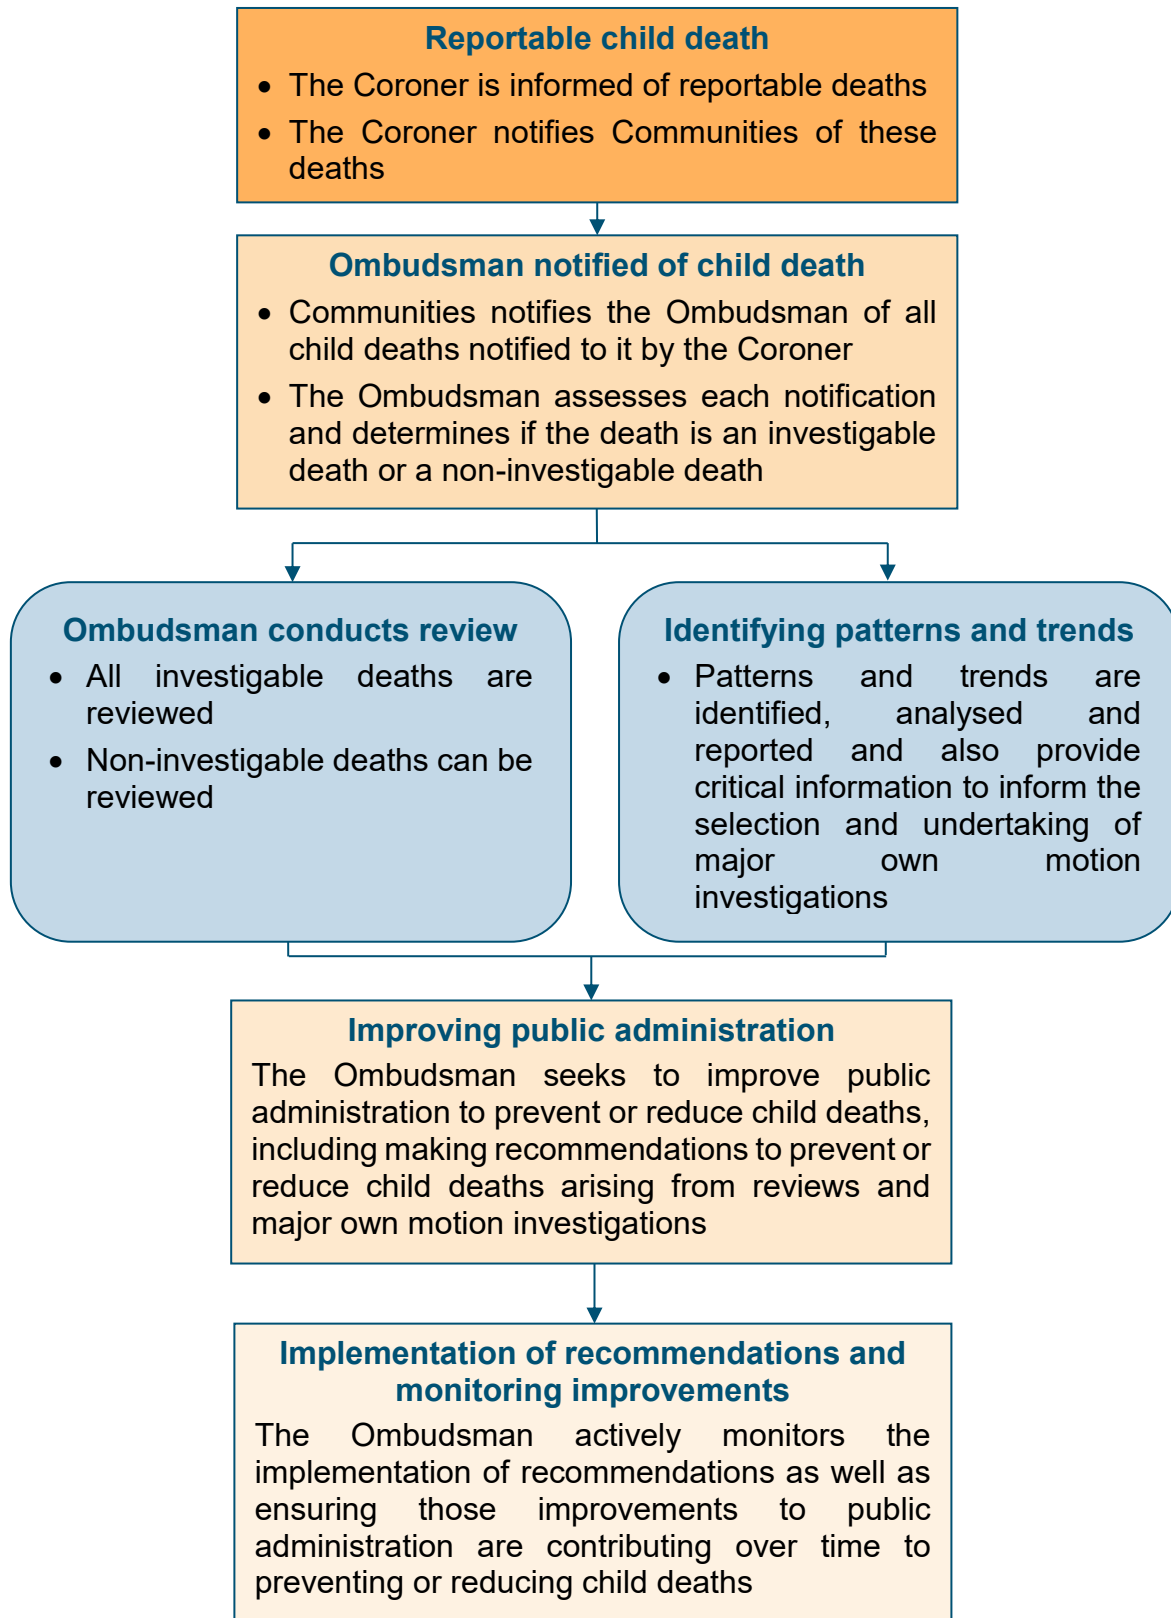 Reportable child death
• The Coroner is informed of reportable deaths
• The Coroner notifies Communities of these
deaths
Ombudsman notified of child death
• Communities notifies the Ombudsman of all
child deaths notified to it by the Coroner
• The Ombudsman assesses each notification
and determines if the death is an investigable
death or a non-investigable death
Ombudsman conducts review
• All investigable deaths are
reviewed
• Non-investigable deaths can be
reviewed
Identifying patterns and trends
• Patterns and trends are
identified, analysed and
reported and also provide
critical information to inform the
selection and undertaking of
major own motion
investigations
Improving public administration
The Ombudsman seeks to improve public
administration to prevent or reduce child deaths,
including making recommendations to prevent or
reduce child deaths arising from reviews and
major own motion investigations
Implementation of recommendations and
monitoring improvements
The Ombudsman actively monitors the
implementation of recommendations as well as
ensuring those improvements to public
administration are contributing over time to
preventing or reducing child deaths